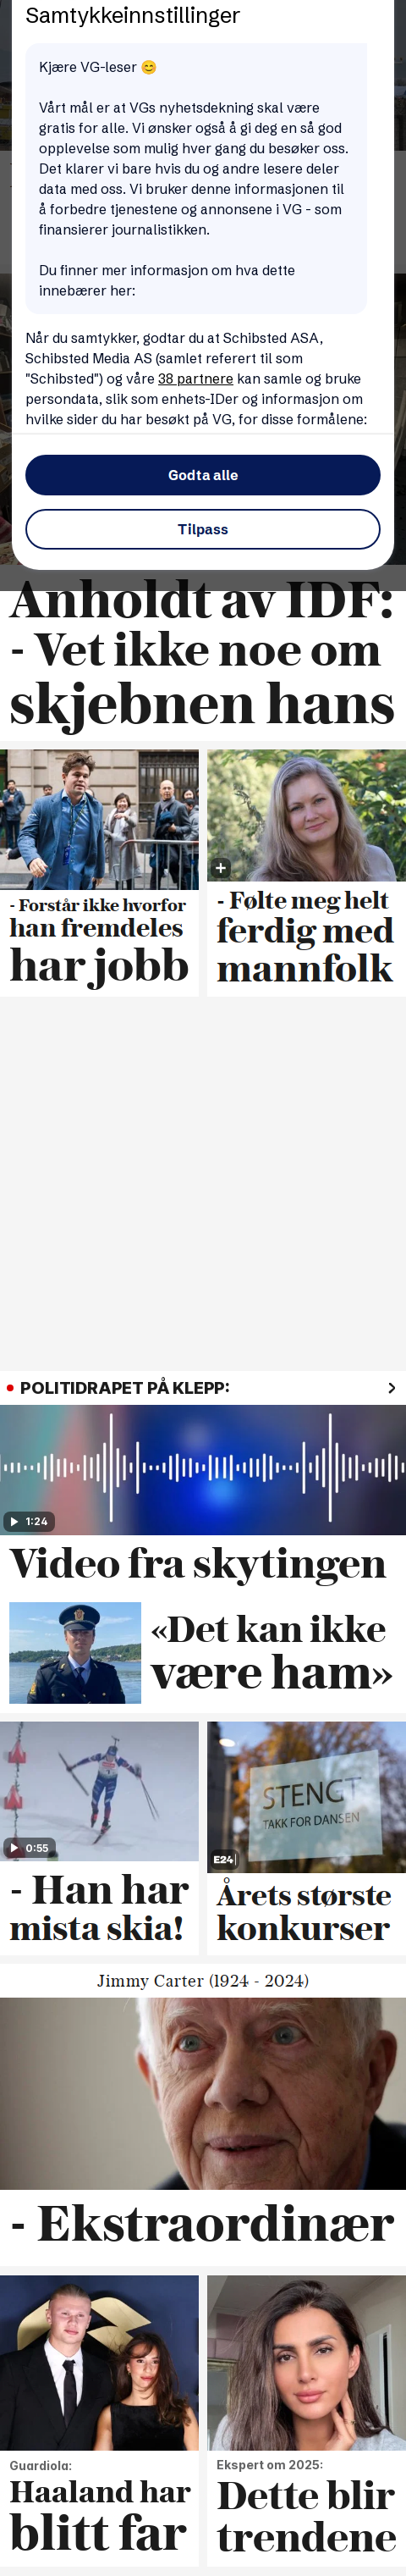 Samtykkeinnstillinger
Kjære VG-leser 😊
Vårt mål er at VGs nyhetsdekning skal være
gratis for alle. Vi ønsker også å gi deg en så god
opplevelse som mulig hver gang du besøker oss.
Det klarer vi bare hvis du og andre lesere deler
data med oss. Vi bruker denne informasjonen til
å forbedre tjenestene og annonsene i VG - som
finansierer journalistikken.
Du finner mer informasjon om hva dette
innebærer her:
Når du samtykker, godtar du at Schibsted ASA,
Schibsted Media AS (samlet referert til som
"Schibsted") og våre 38 partnere kan samle og bruke
persondata, slik som enhets-IDer og informasjon om
hvilke sider du har besøkt på VG, for disse formålene:
Godta alle
Tilpass
Anholdt av IDF:
- Vet ikke noe om
skjebnen hans
- Forstår ikke hvorfor
han fremdeles
har jobb
- Følte meg helt
ferdig med
mannfolk
POLITIDRAPET PÅ KLEPP:
1:24
Video fra skytingen
«Det kan ikke
være ham»
0:55
- Han har
mista skia!
STENGT
TAKK FOR DANSEN
E24
Årets største
konkurser
Jimmy Carter (1924 - 2024)
- Ekstraordinær
Guardiola:
Haaland har
blitt far
Ekspert om 2025:
Dette blir
trendene